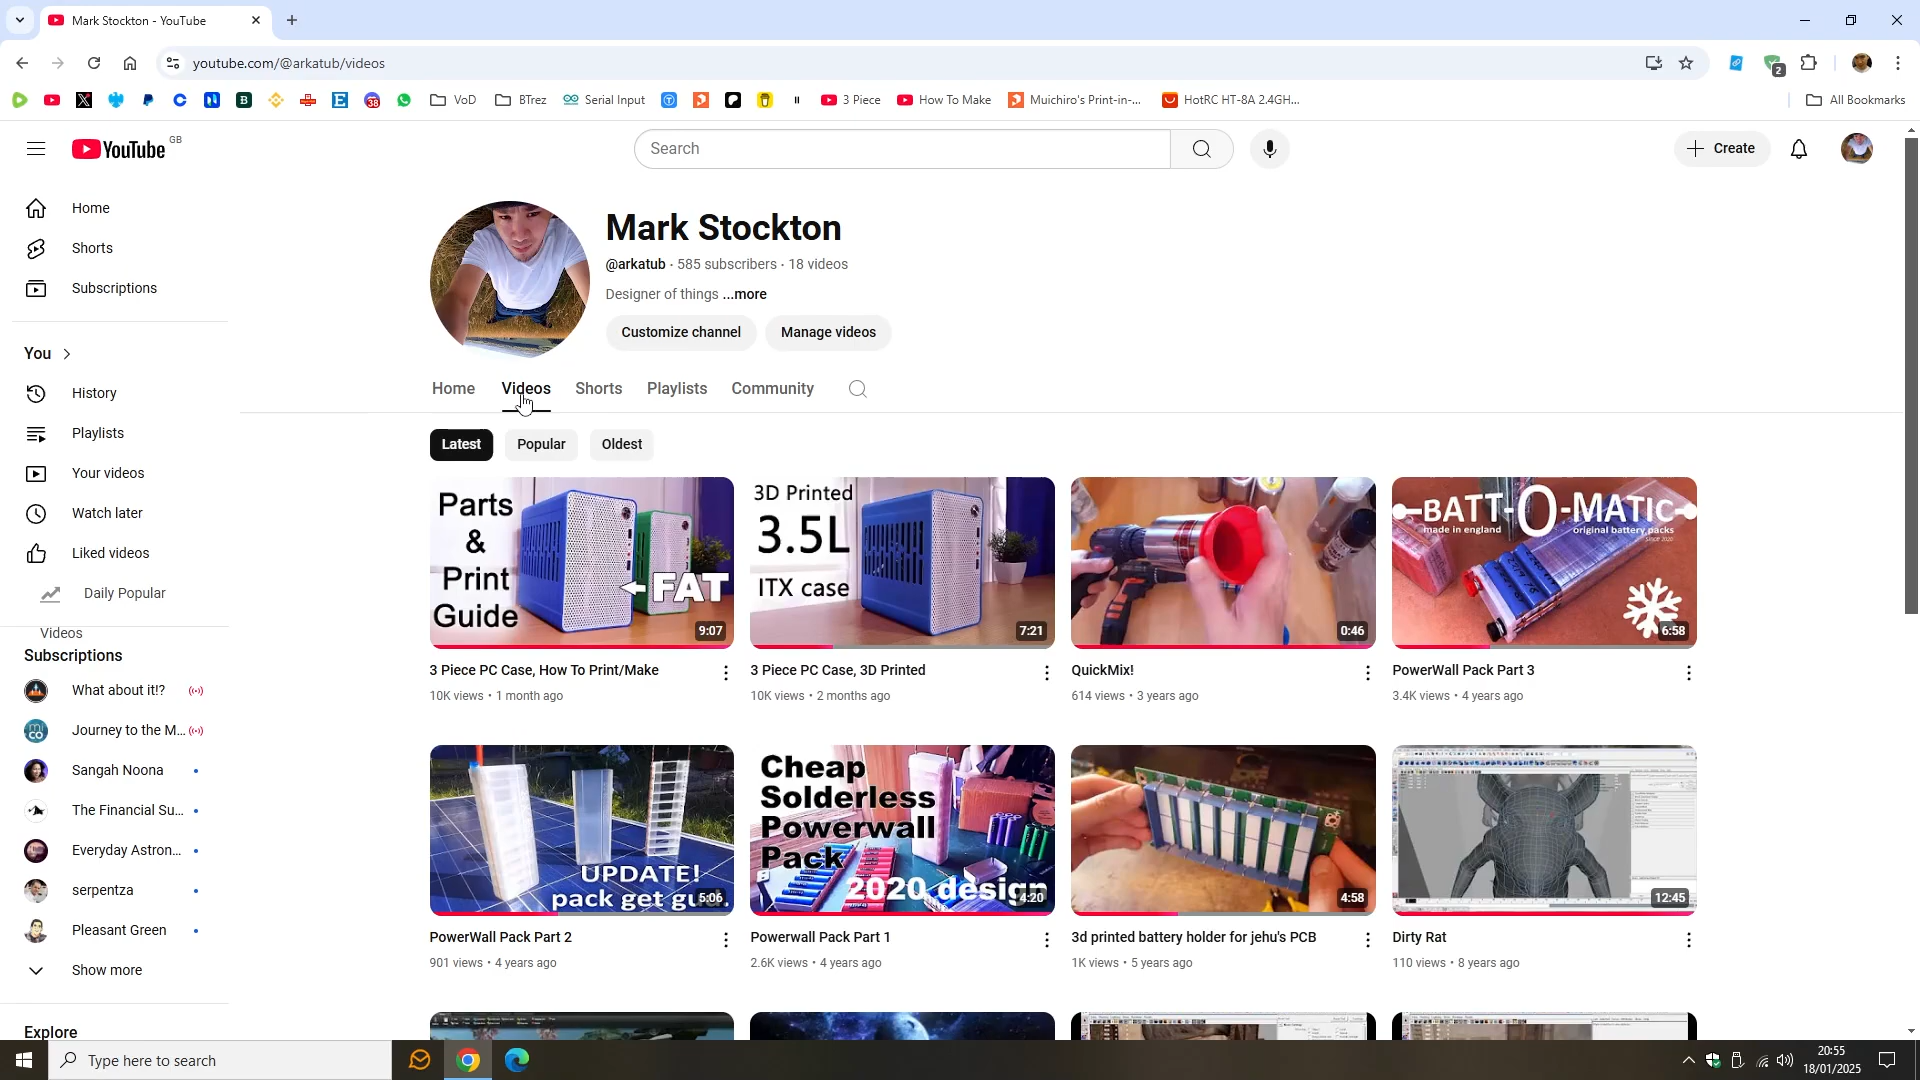 Mark Stockton - YouTube
youtube.com/@arkatub/videos
2
VoD
BTrez
Serial Input
3 Piece
How To Make
Muichiro's Print-in-...
HotRC HT-8A 2.4GH...
All Bookmarks
YouTube GB
Search
Create
Home
Shorts
Subscriptions
You
History
Playlists
Your videos
Watch later
Liked videos
Daily Popular
Videos
Subscriptions
What about it!?
Journey to the M...
Sangah Noona
The Financial Su...
Everyday Astron...
serpentza
Pleasant Green
Show more
Explore
Mark Stockton
@arkatub · 585 subscribers · 18 videos
Designer of things ...more
Customize channel
Manage videos
Home
Videos
Shorts
Playlists
Community
Latest
Popular
Oldest
Parts
&
Print
Guide
FAT
9:07
3 Piece PC Case, How To Print/Make
10K views • 1 month ago
3D Printed
3.5L
ITX case
7:21
3 Piece PC Case, 3D Printed
10K views • 2 months ago
0:46
QuickMix!
614 views • 3 years ago
BATT-O-MATIC
made in england
original battery packs
since 2020
6:58
PowerWall Pack Part 3
3.4K views • 4 years ago
UPDATE!
5:06
PowerWall Pack Part 2
901 views • 4 years ago
Cheap
Solderless
Powerwall
Pack
2020 design
4:20
Powerwall Pack Part 1
2.6K views • 4 years ago
4:58
3d printed battery holder for jehu's PCB
1K views • 5 years ago
12:45
Dirty Rat
110 views • 8 years ago
Type here to search
20:55
18/01/2025